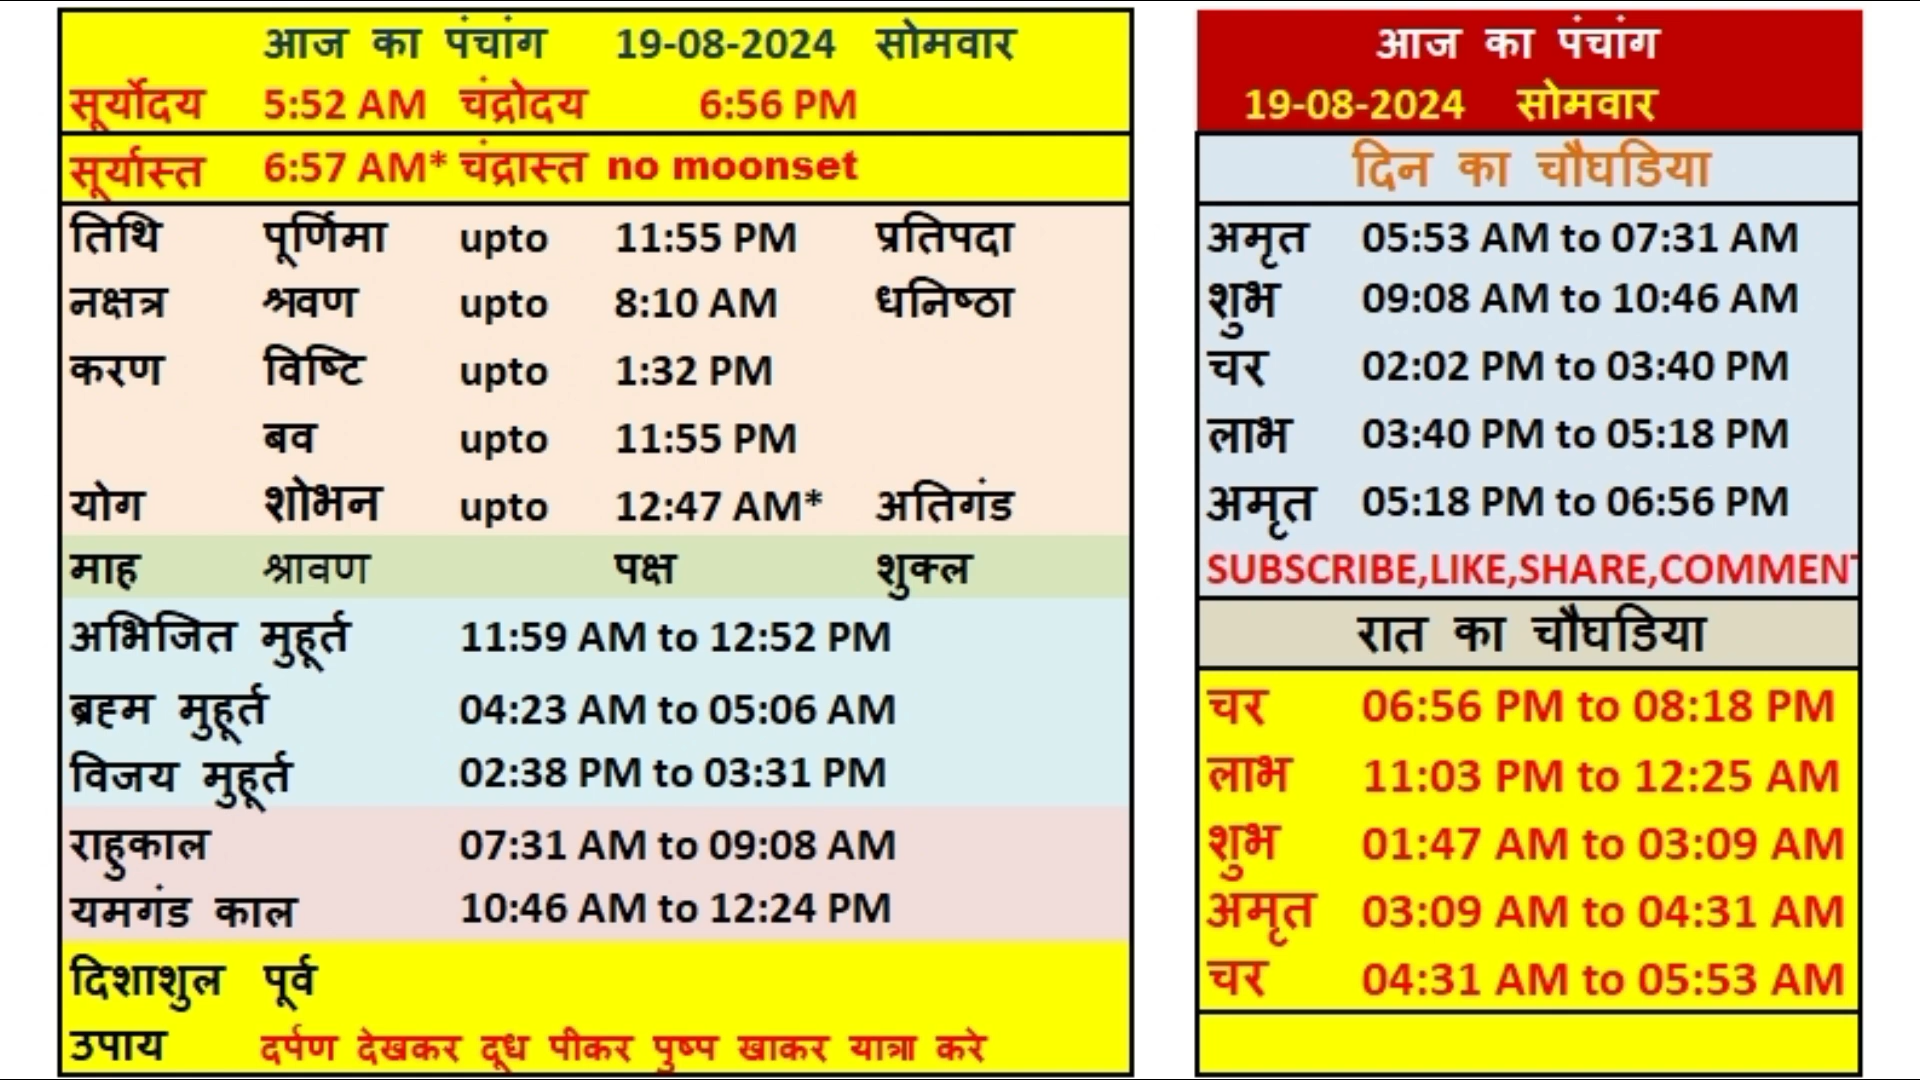 आज का पंचांग 19-08-2024 सोमवार
सूर्योदय 5:52 AM चंद्रोदय 6:56 PM
सूर्यास्त 6:57 AM* चंद्रास्त no moonset
तिथि पूर्णिमा upto 11:55 PM प्रतिपदा
नक्षत्र श्रवण upto 8:10 AM धनिष्ठा
करण विष्टि upto 1:32 PM
बव upto 11:55 PM
योग शोभन upto 12:47 AM* अतिगंड
माह श्रावण पक्ष शुक्ल
अभिजित मुहूर्त 11:59 AM to 12:52 PM
ब्रह्म मुहूर्त 04:23 AM to 05:06 AM
विजय मुहूर्त 02:38 PM to 03:31 PM
राहुकाल 07:31 AM to 09:08 AM
यमगंड काल 10:46 AM to 12:24 PM
दिशाशुल पूर्व
उपाय दर्पण देखकर दूध पीकर पुष्प खाकर यात्रा करे
आज का पंचांग
19-08-2024 सोमवार
दिन का चौघडिया
अमृत 05:53 AM to 07:31 AM
शुभ 09:08 AM to 10:46 AM
चर 02:02 PM to 03:40 PM
लाभ 03:40 PM to 05:18 PM
अमृत 05:18 PM to 06:56 PM
SUBSCRIBE,LIKE,SHARE,COMMENT
रात का चौघडिया
चर 06:56 PM to 08:18 PM
लाभ 11:03 PM to 12:25 AM
शुभ 01:47 AM to 03:09 AM
अमृत 03:09 AM to 04:31 AM
चर 04:31 AM to 05:53 AM